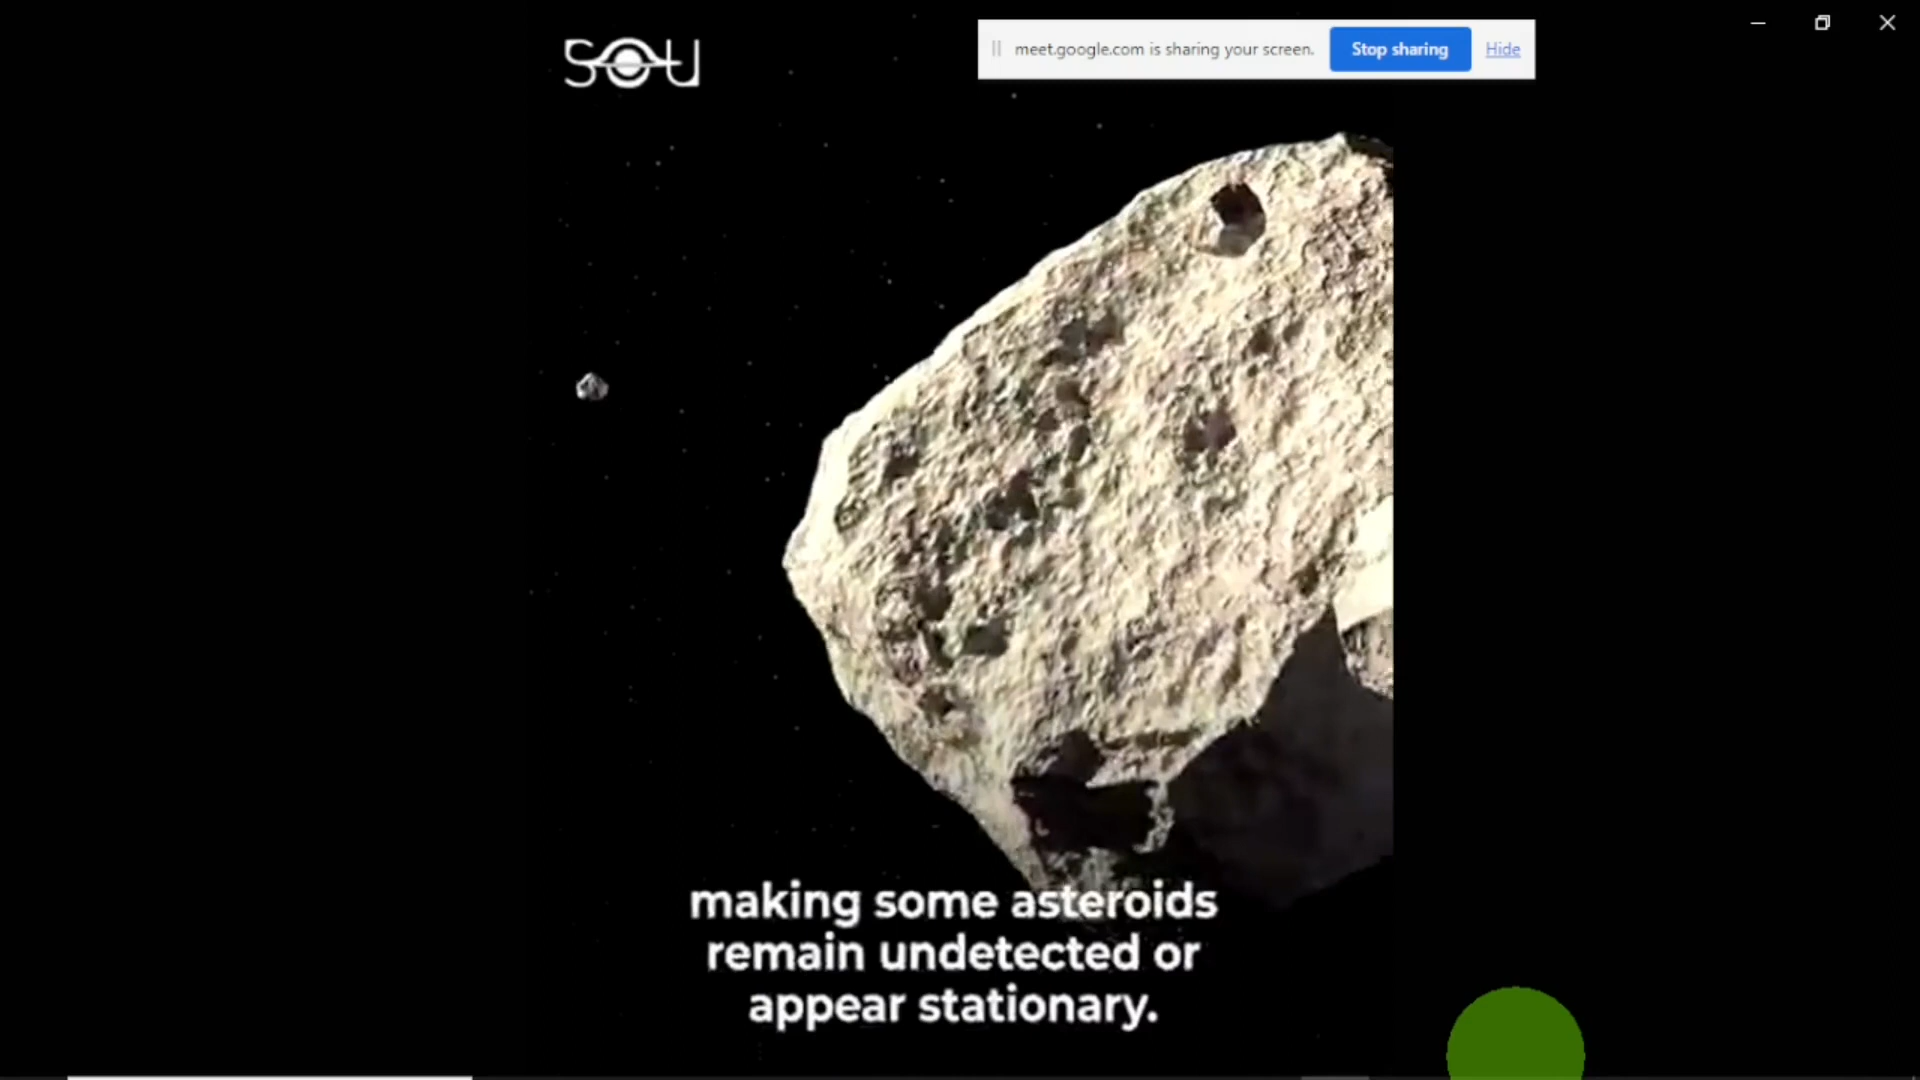 SOU
meet.google.com is sharing your screen.
Stop sharing
Hide
making some asteroids
remain undetected or
appear stationary.